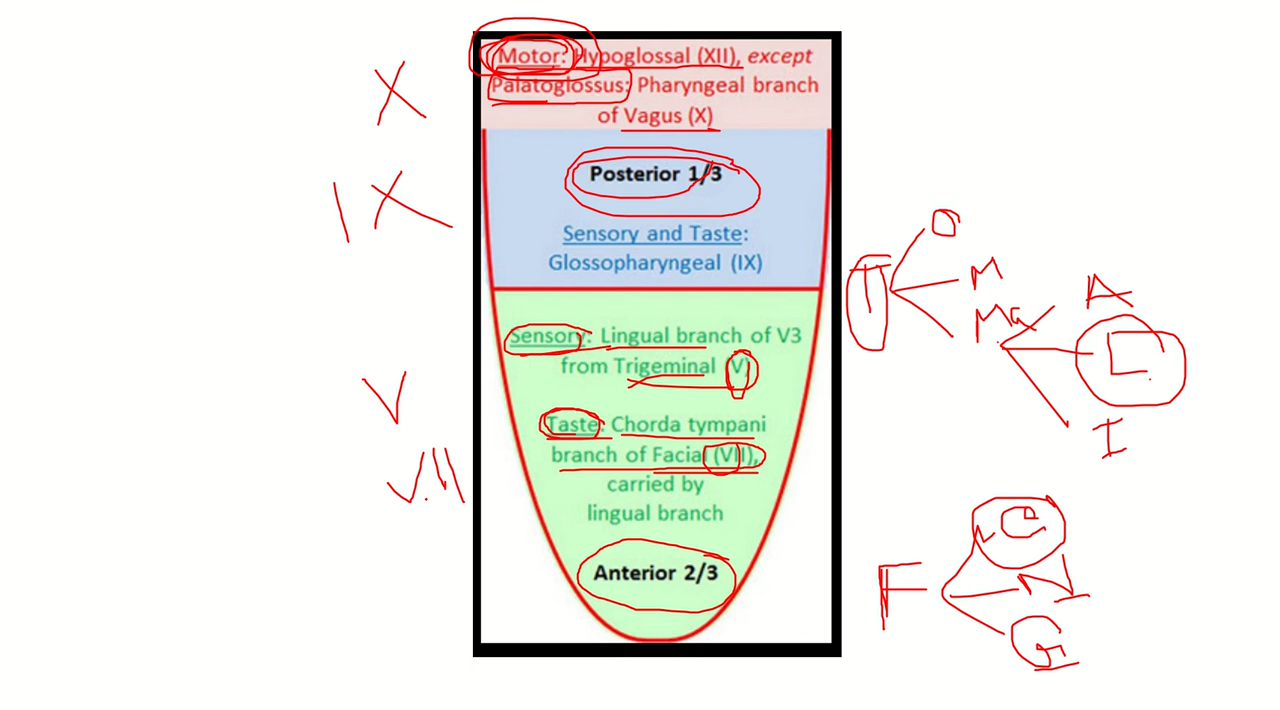 Motor: Hypoglossal (XII), except
Palatoglossus: Pharyngeal branch
of Vagus (X)
Posterior 1/3
Sensory and Taste:
Glossopharyngeal (IX)
Sensory: Lingual branch of V3
from Trigeminal (V)
Taste: Chorda tympani
branch of Facial (VII),
carried by
lingual branch
Anterior 2/3
X
IX
V
VII
T
O
M
A
L
I
F
C
N
G